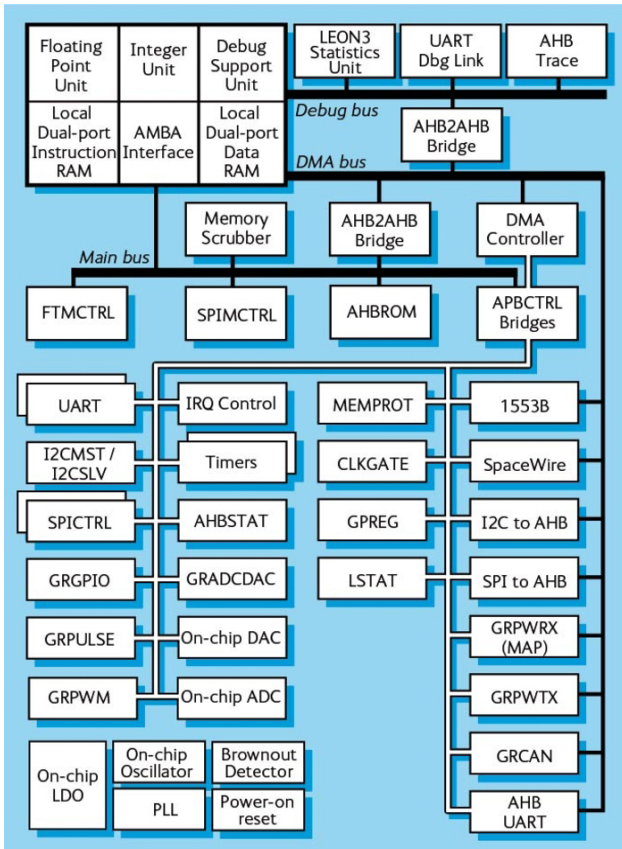 Floating
Point
Unit
Integer
Unit
Debug
Support
Unit
LEON3
Statistics
Unit
UART
Dbg Link
AHB
Trace
Local
Dual-port
Instruction
RAM
AMBA
Interface
Local
Dual-port
Data
RAM
Debug bus
AHB2AHB
Bridge
DMA bus
Memory
Scrubber
AHB2AHB
Bridge
DMA
Controller
Main bus
FTMCTRL
SPIMCTRL
AHBROM
APBCTRL
Bridges
UART
IRQ Control
MEMPROT
1553B
I2CMST /
I2CSLV
Timers
CLKGATE
SpaceWire
SPICTRL
AHBSTAT
GPREG
I2C to AHB
GRGPIO
GRADCDAC
LSTAT
SPI to AHB
GRPULSE
On-chip DAC
GRPWRX
(MAP)
GRPWM
On-chip ADC
GRPWTX
On-chip
LDO
On-chip
Oscillator
Brownout
Detector
GRCAN
PLL
Power-on
reset
AHB
UART